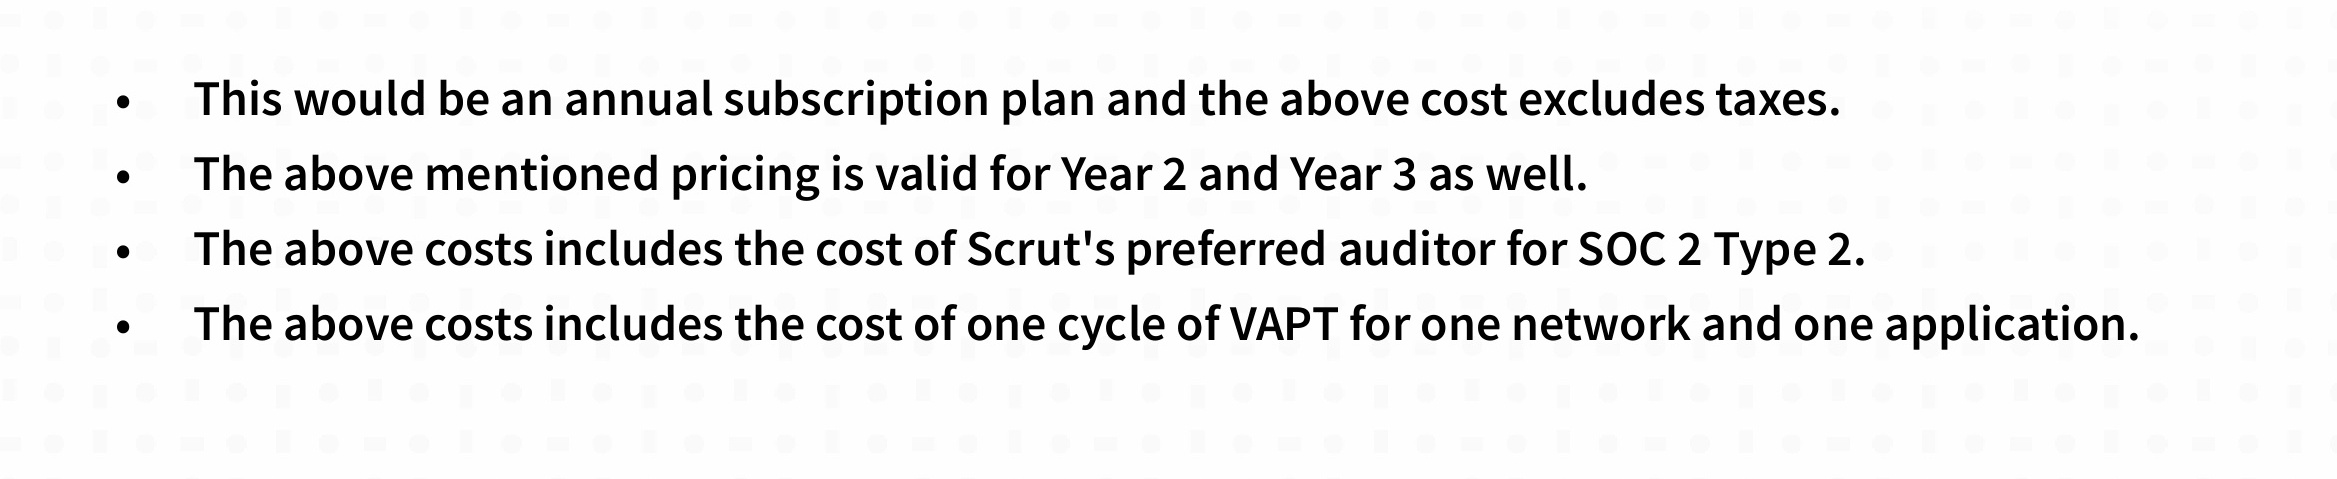 • This would be an annual subscription plan and the above cost excludes taxes.
• The above mentioned pricing is valid for Year 2 and Year 3 as well.
• The above costs includes the cost of Scrut's preferred auditor for SOC 2 Type 2.
• The above costs includes the cost of one cycle of VAPT for one network and one application.